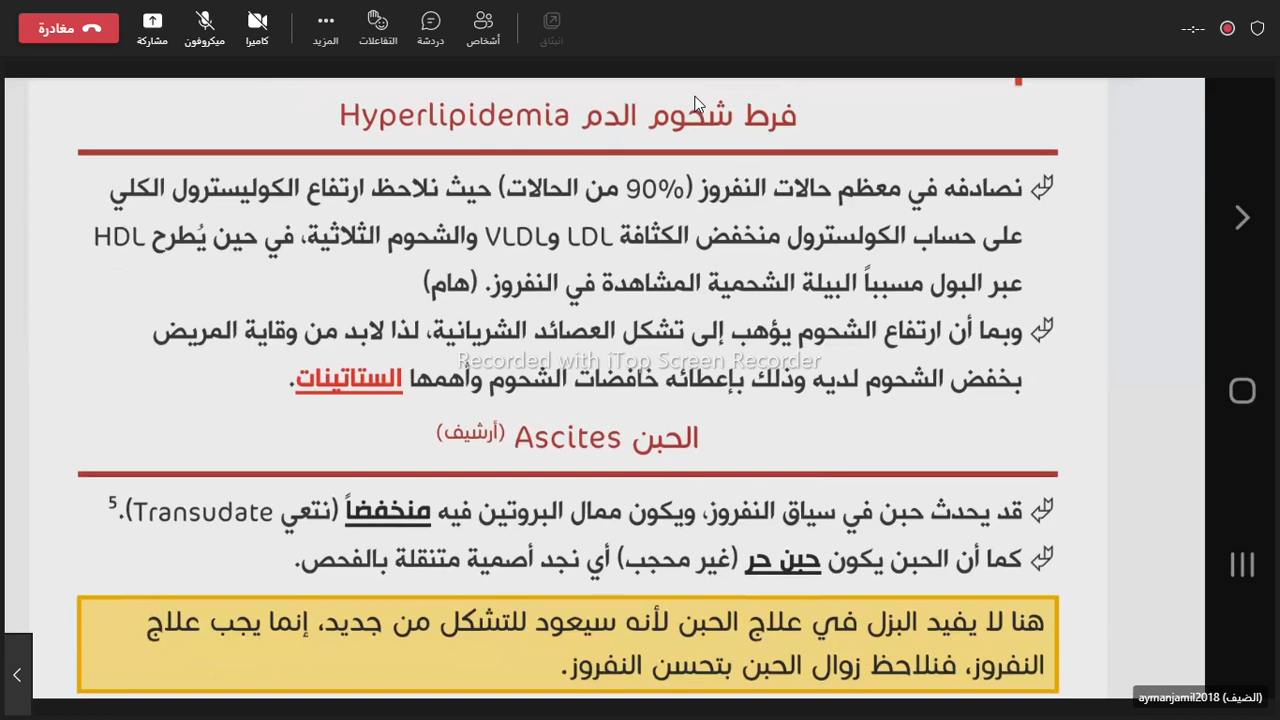 مغادرة
مشاركة
ميكروفون
كاميرا
المزيد
التفاعلات
دردشة
أشخاص
انبثاق
--:--
فرط شحوم الدم Hyperlipidemia
نصادفه في معظم حالات النفروز (90% من الحالات) حيث نلاحظ ارتفاع الكوليسترول الكلي
على حساب الكولسترول منخفض الكثافة LDL وVLDL والشحوم الثلاثية، في حين يُطرح HDL
عبر البول مسبباً البيلة الشحمية المشاهدة في النفروز. (هام)
وبما أن ارتفاع الشحوم يؤهب إلى تشكل العصائد الشريانية، لذا لابد من وقاية المريض
Recorded with iTop Screen Recorder
بخفض الشحوم لديه وذلك بإعطائه خافضات الشحوم وأهمها الستاتينات.
الحبن Ascites (أرشيف)
قد يحدث حبن في سياق النفروز، ويكون ممال البروتين فيه منخفضاً (نتعي Transudate).5
كما أن الحبن يكون حبن حر (غير محجب) أي نجد أصمية متنقلة بالفحص.
هنا لا يفيد البزل في علاج الحبن لأنه سيعود للتشكل من جديد، إنما يجب علاج
النفروز، فنلاحظ زوال الحبن بتحسن النفروز.
aymanjamil2018 (الضيف)